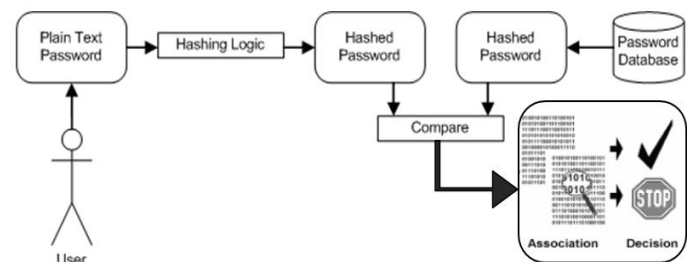 Plain Text
Password
Hashing Logic
Hashed
Password
Hashed
Password
Password
Database
Compare
STOP
Association
Decision
User